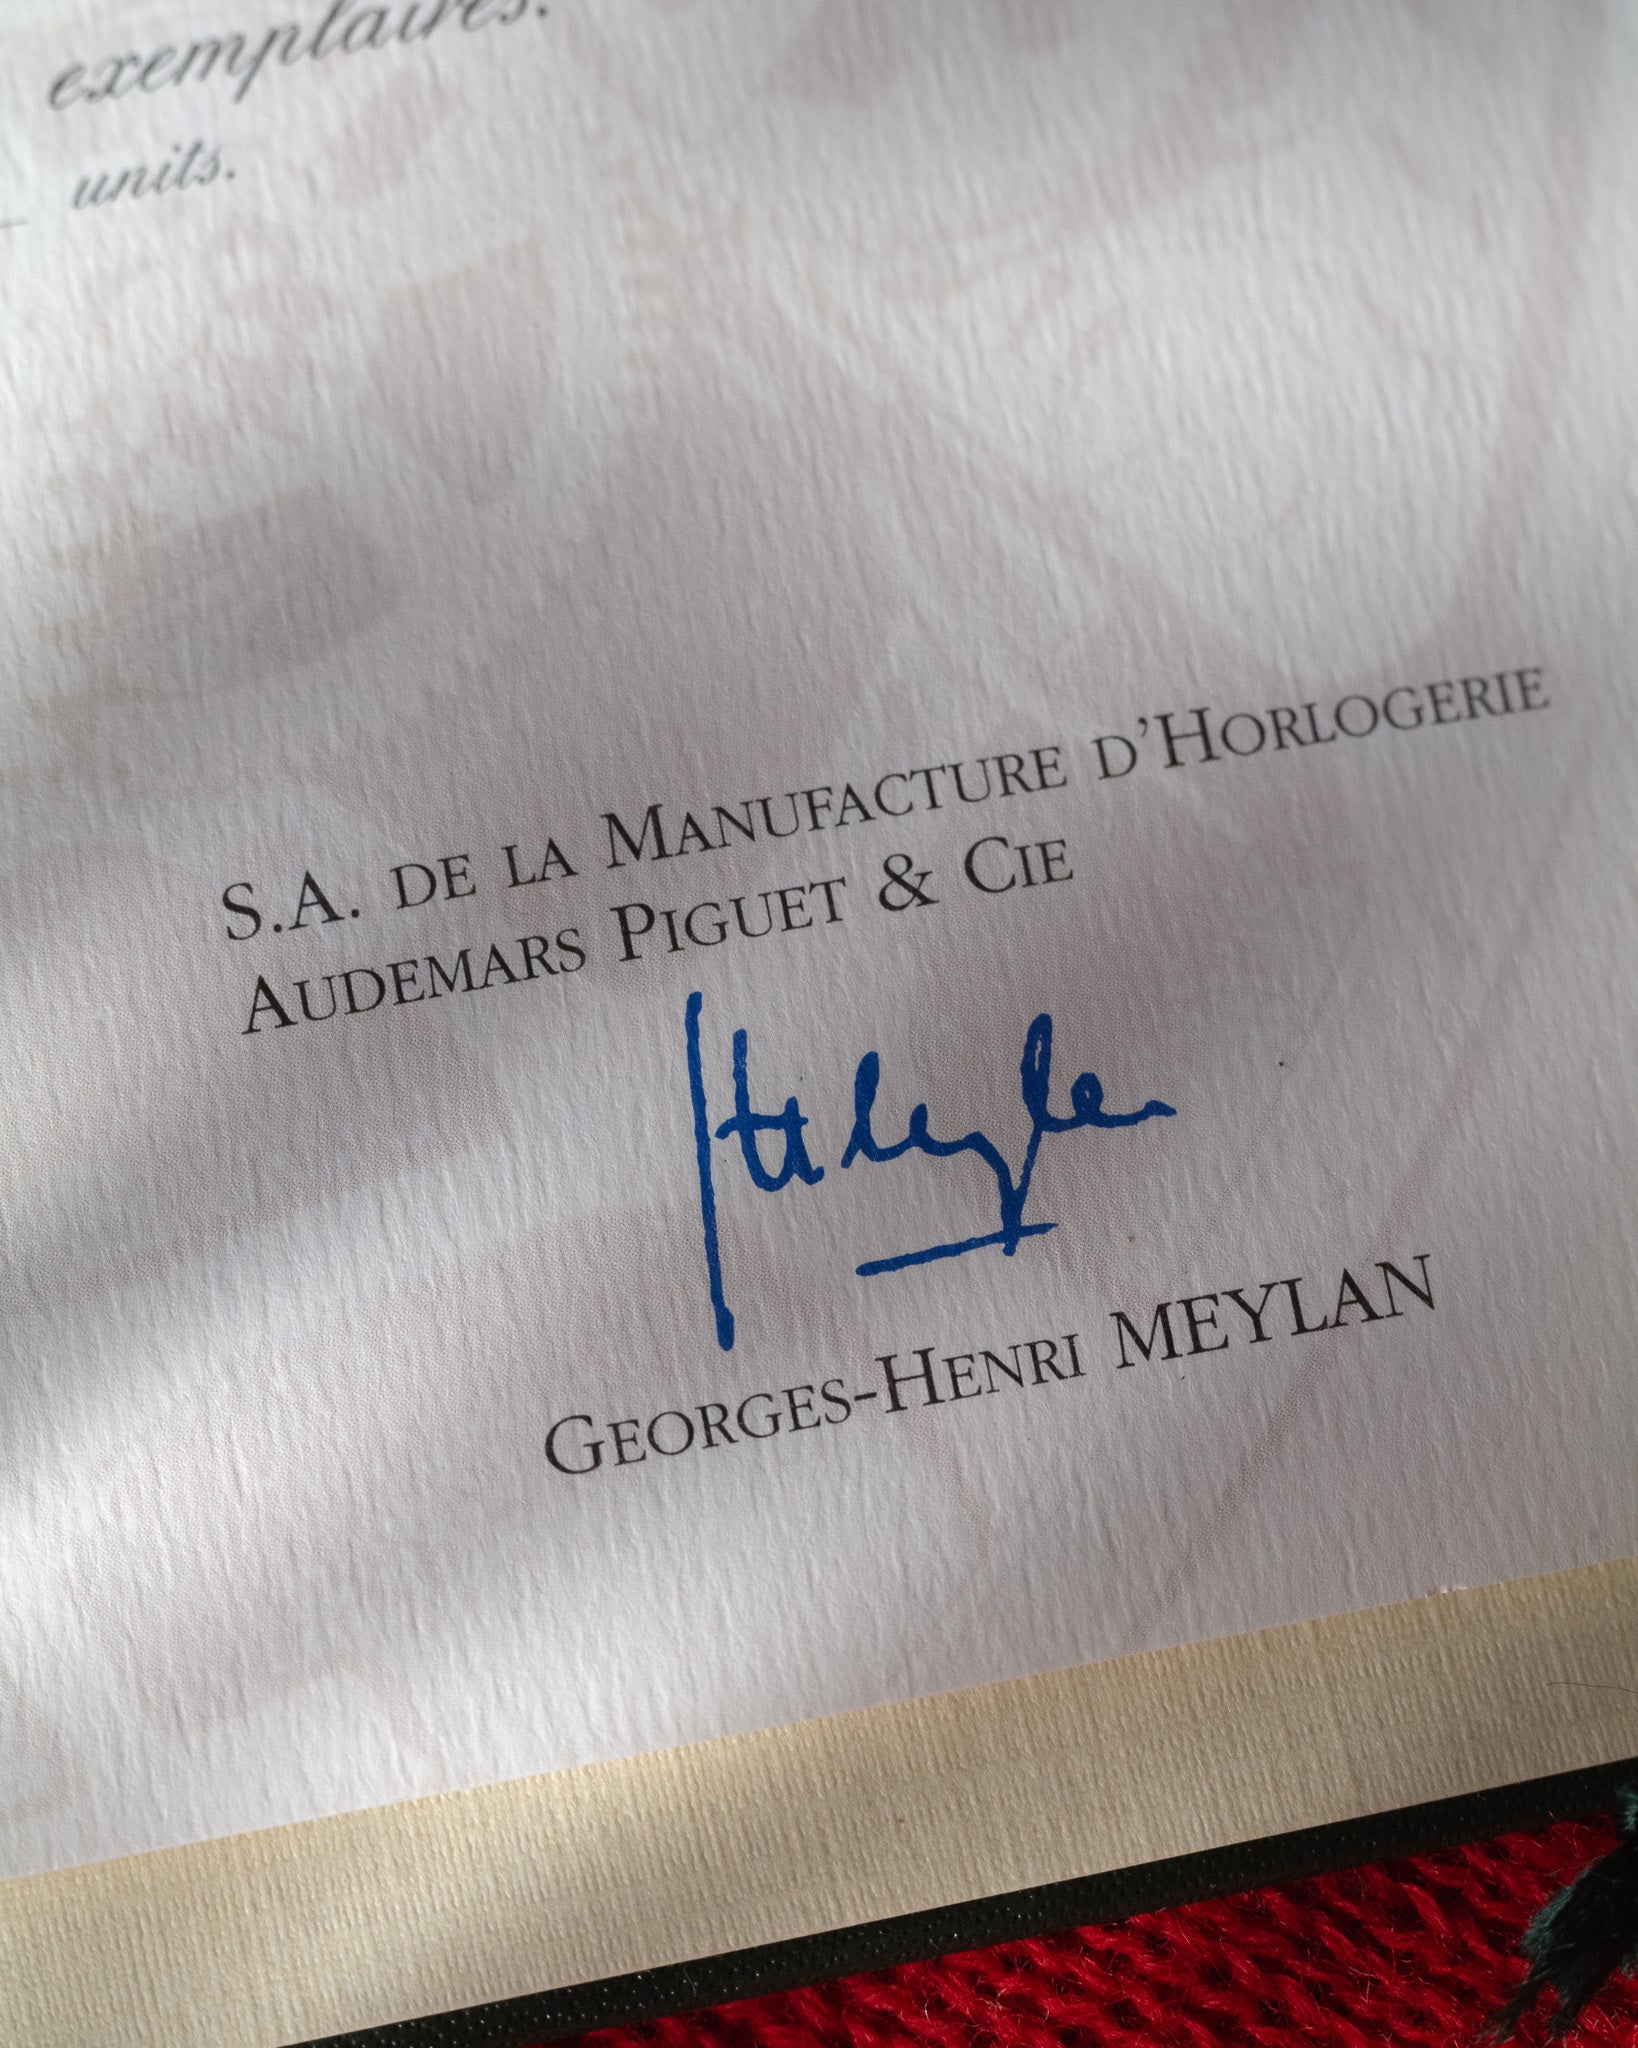 exemplaires.
units.
S.A. DE LA MANUFACTURE D'HORLOGERIE
AUDEMARS PIGUET & CIE
GEORGES-HENRI MEYLAN